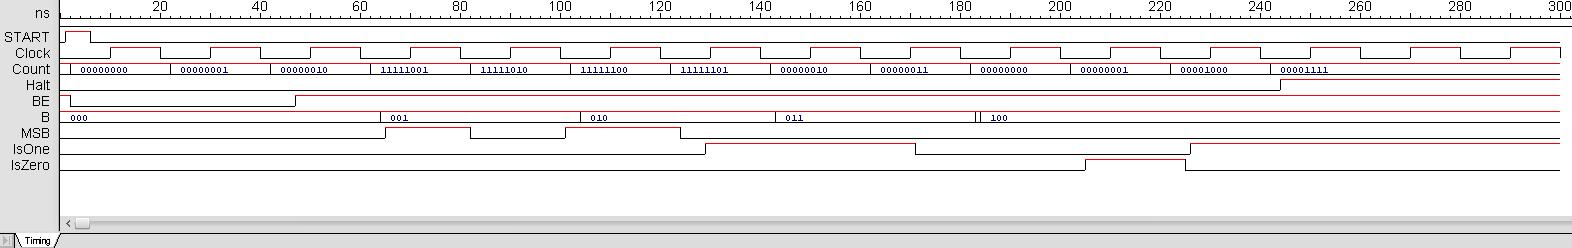 ns 20 40 60 80 100 120 140 160 180 200 220 240 260 280 300
START
Clock
Count 00000000 00000001 00000010 11111001 11111010 11111100 11111101 00000010 00000011 00000000 00000001 00001000 00001111
Halt
BE
B 000 001 010 011 100
MSB
IsOne
IsZero
Timing